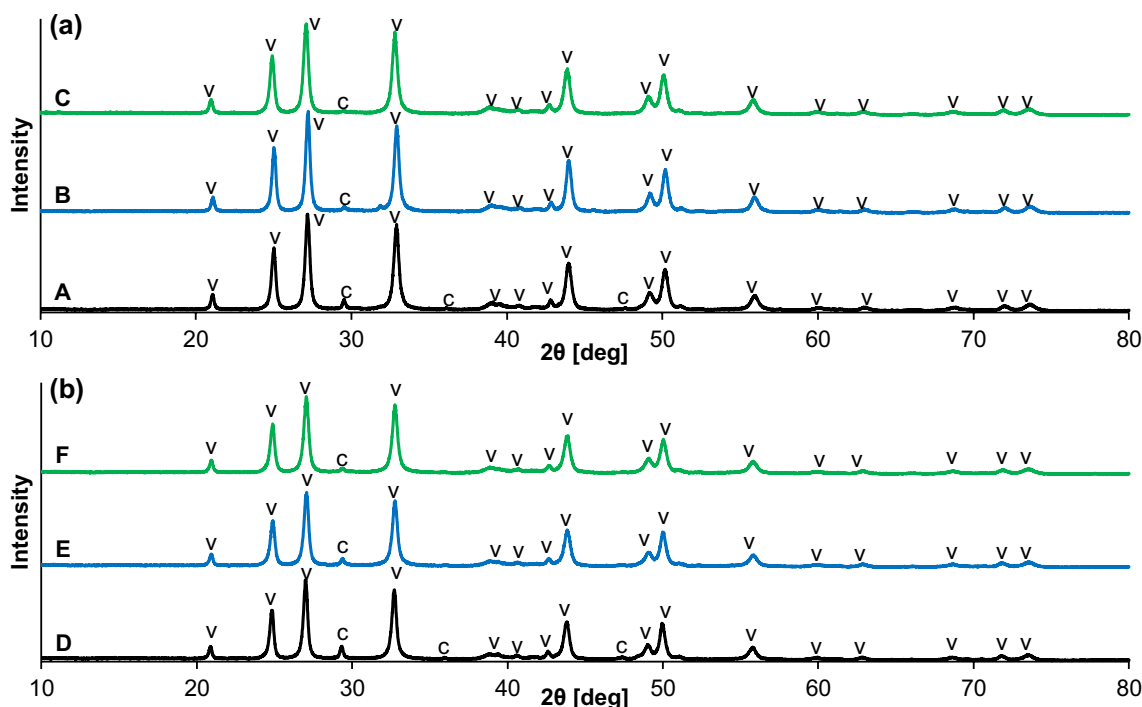 (a)
Intensity
C v v v c v v v v v v v v v v v v v
B v v v c v v v v v v v v v v v v v
A v v v c v c v v v v c v v v v v v v v
10 20 30 40 50 60 70 80
2θ [deg]
(b)
Intensity
F v v v c v v v v v v v v v v v v v
E v v v c v v v v v v v v v v v v v
D v v v c v c v v v v c v v v v v v v v
10 20 30 40 50 60 70 80
2θ [deg]